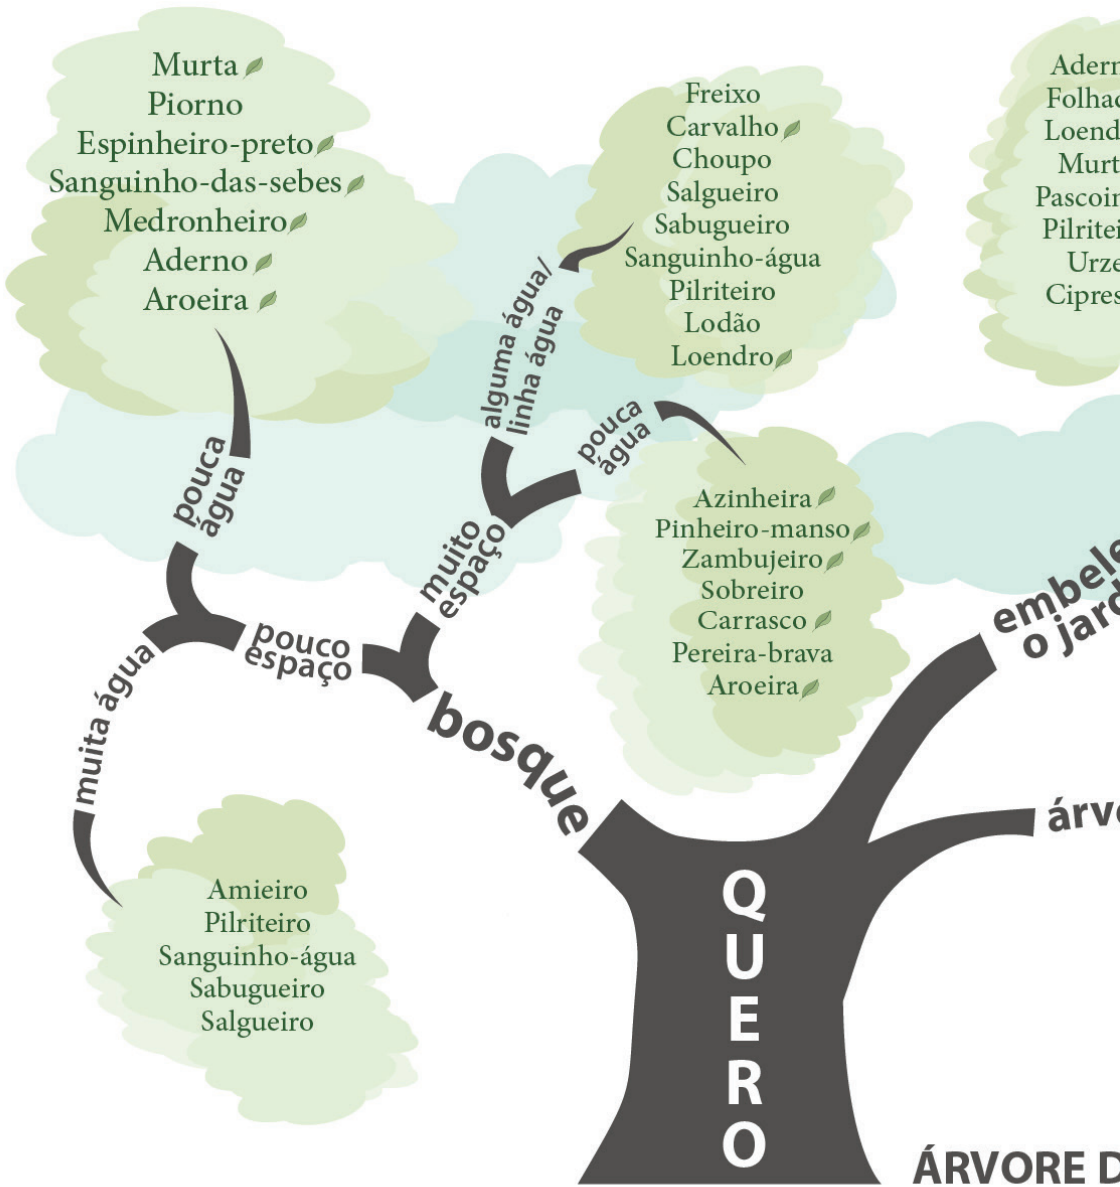 Murta
Piorno
Espinheiro-preto
Sanguinho-das-sebes
Medronheiro
Aderno
Aroeira
Freixo
Carvalho
Choupo
Salgueiro
Sabugueiro
Sanguinho-água
Pilriteiro
Lodão
Loendro
Azinheira
Pinheiro-manso
Zambujeiro
Sobreiro
Carrasco
Pereira-brava
Aroeira
alguma água/
linha água
pouca
água
pouca
água
muito
espaço
pouco
espaço
muita água
bosque
Amieiro
Pilriteiro
Sanguinho-água
Sabugueiro
Salgueiro
QUERO
o jard
ÁRVORE D